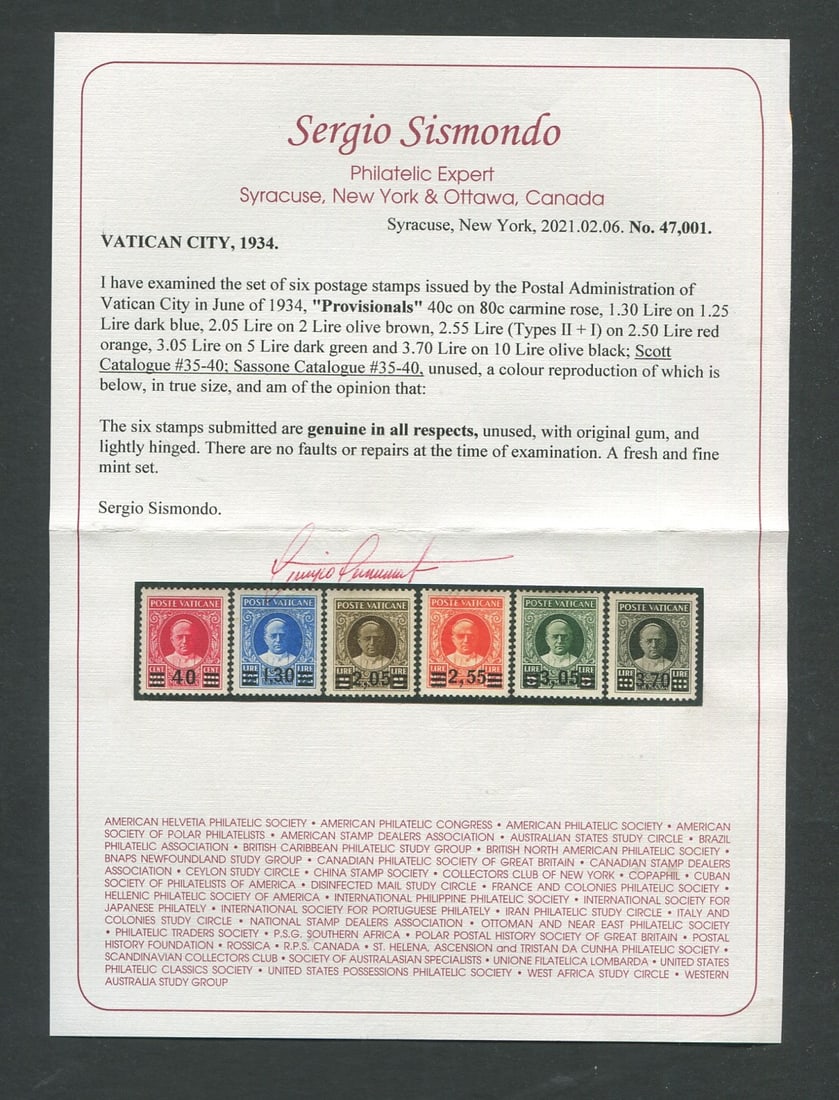 Sergio Sismondo
Philatelic Expert
Syracuse, New York & Ottawa, Canada
Syracuse, New York, 2021.02.06. No. 47,001.
VATICAN CITY, 1934.
I have examined the set of six postage stamps issued by the Postal Administration of
Vatican City in June of 1934, "Provisionals" 40c on 80c carmine rose, 1.30 Lire on 1.25
Lire dark blue, 2.05 Lire on 2 Lire olive brown, 2.55 Lire (Types II + I) on 2.50 Lire red
orange, 3.05 Lire on 5 Lire dark green and 3.70 Lire on 10 Lire olive black; Scott
Catalogue #35-40; Sassone Catalogue #35-40, unused, a colour reproduction of which is
below, in true size, and am of the opinion that:
The six stamps submitted are genuine in all respects, unused, with original gum, and
lightly hinged. There are no faults or repairs at the time of examination. A fresh and fine
mint set.
Sergio Sismondo.
POSTE VATICANE POSTE VATICANE POSTE VATICANE POSTE VATICANE POSTE VATICANE POSTE VATICANE
CENT CENT LIRE LIRE LIRE LIRE LIRE LIRE LIRE LIRE LIRE LIRE
40 1,30 2,05 2,55 3,05 3,70
AMERICAN HELVETIA PHILATELIC SOCIETY • AMERICAN PHILATELIC CONGRESS • AMERICAN PHILATELIC SOCIETY • AMERICAN
SOCIETY OF POLAR PHILATELISTS • AMERICAN STAMP DEALERS ASSOCIATION • AUSTRALIAN STATES STUDY CIRCLE • BRAZIL
PHILATELIC ASSOCIATION • BRITISH CARIBBEAN PHILATELIC STUDY GROUP • BRITISH NORTH AMERICAN PHILATELIC SOCIETY •
BNAPS NEWFOUNDLAND STUDY GROUP • CANADIAN PHILATELIC SOCIETY OF GREAT BRITAIN • CANADIAN STAMP DEALERS
ASSOCIATION • CEYLON STUDY CIRCLE • CHINA STAMP SOCIETY • COLLECTORS CLUB OF NEW YORK • COPAPHIL • CUBAN
SOCIETY OF PHILATELISTS OF AMERICA • DISINFECTED MAIL STUDY CIRCLE • FRANCE AND COLONIES PHILATELIC SOCIETY •
HELLENIC PHILATELIC SOCIETY OF AMERICA • INTERNATIONAL PHILIPPINE PHILATELIC SOCIETY • INTERNATIONAL SOCIETY FOR
JAPANESE PHILATELY • INTERNATIONAL SOCIETY FOR PORTUGUESE PHILATELY • IRAN PHILATELIC STUDY CIRCLE • ITALY AND
COLONIES STUDY CIRCLE • NATIONAL STAMP DEALERS ASSOCIATION • OTTOMAN AND NEAR EAST PHILATELIC SOCIETY
• PHILATELIC TRADERS SOCIETY • P.S.G. SOUTHERN AFRICA • POLAR POSTAL HISTORY SOCIETY OF GREAT BRITAIN • POSTAL
HISTORY FOUNDATION • ROSSICA • R.P.S. CANADA • ST. HELENA, ASCENSION and TRISTAN DA CUNHA PHILATELIC SOCIETY •
SCANDINAVIAN COLLECTORS CLUB • SOCIETY OF AUSTRALASIAN SPECIALISTS • UNIONE FILATELICA LOMBARDA • UNITED STATES
PHILATELIC CLASSICS SOCIETY • UNITED STATES POSSESSIONS PHILATELIC SOCIETY • WEST AFRICA STUDY CIRCLE • WESTERN
AUSTRALIA STUDY GROUP